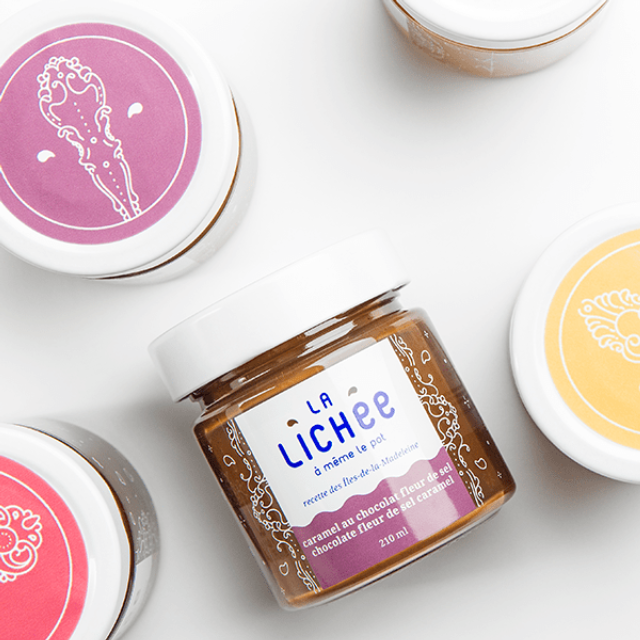 LA
LiCHée
à même le pot
recette des Îles-de-la-Madeleine
caramel au chocolat fleur de sel
chocolate fleur de sel caramel
210 ml